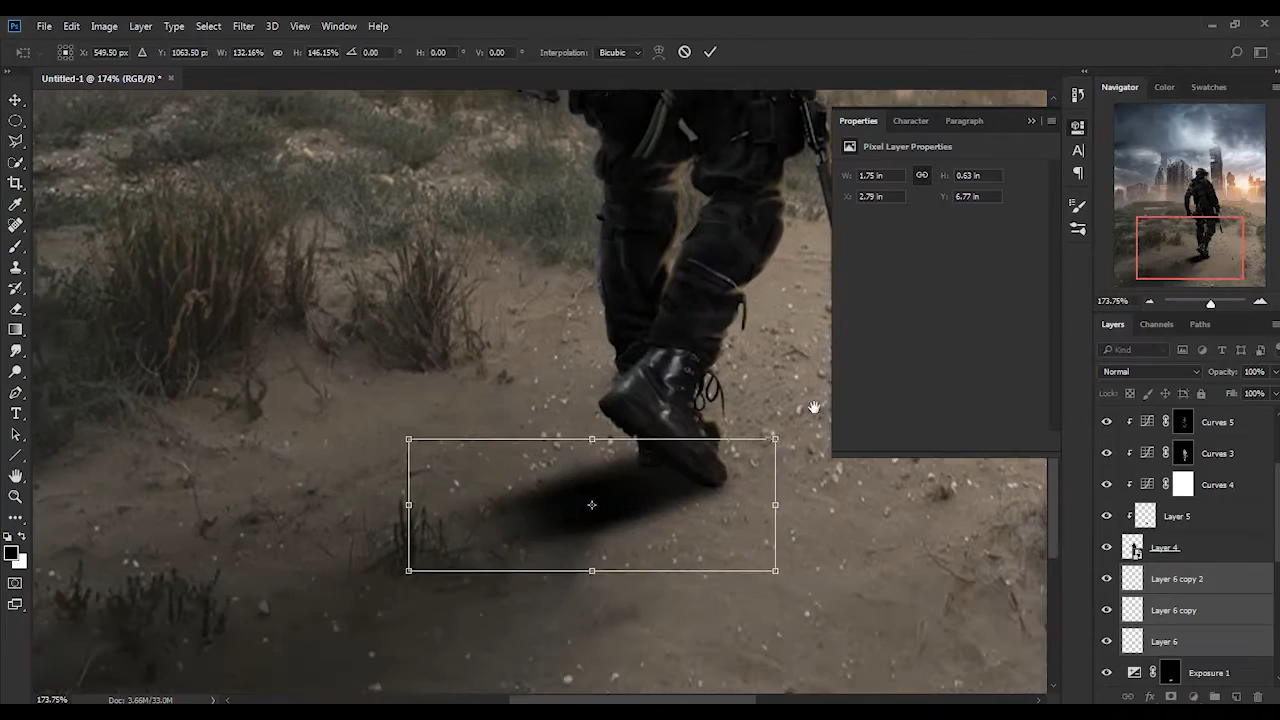 Ps File Edit Image Layer Type Select Filter 3D View Window Help
X: 549.50 px Y: 1063.50 px W: 132.16% H: 146.15% 0.00 ° H: 0.00 ° V: 0.00 ° Interpolation: Bicubic
Untitled-1 @ 174% (RGB/8) * ×
Navigator Color Swatches
Properties Character Paragraph
Pixel Layer Properties
W: 1.75 in H: 0.63 in
X: 2.79 in Y: 6.77 in
173.75%
Layers Channels Paths
Kind
Normal Opacity: 100%
Lock: Fill: 100%
Curves 5
Curves 3
Curves 4
Layer 5
Layer 4
Layer 6 copy 2
Layer 6 copy
Layer 6
Exposure 1
173.75% Doc: 3.66M/33.0M